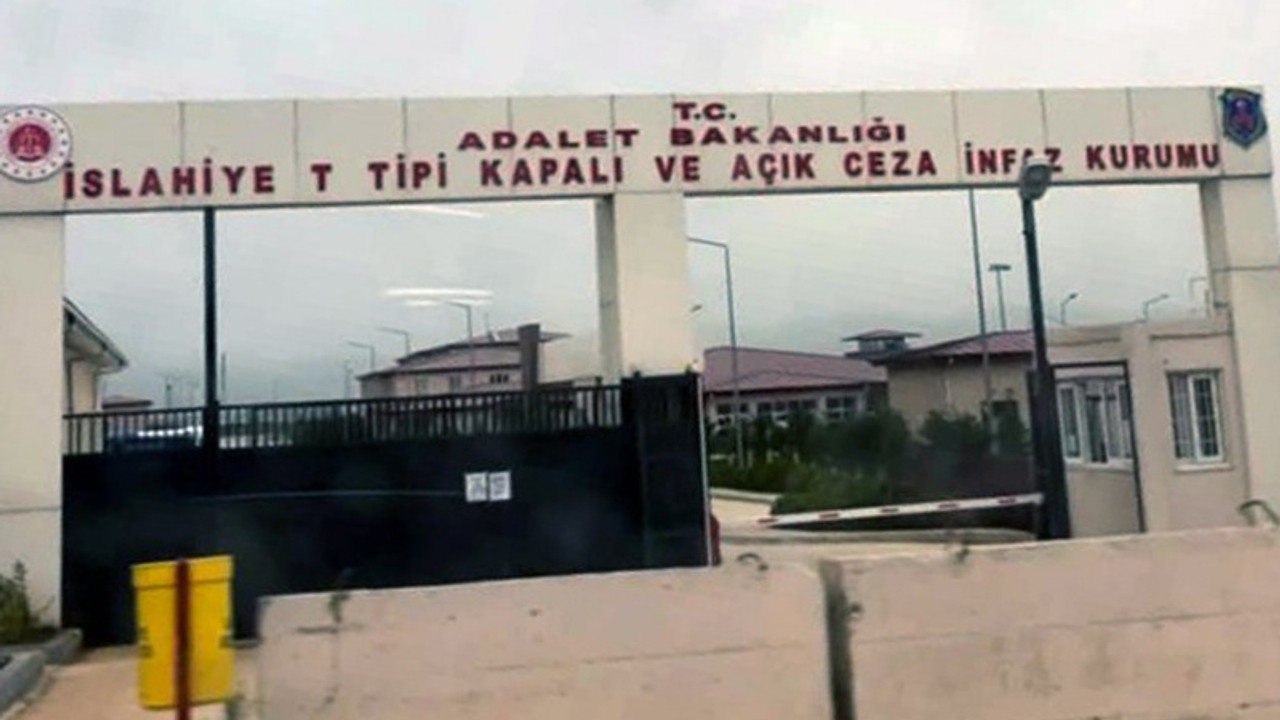 T.C.
ADALET BAKANLIĞI
İSLAHİYE T TİPİ KAPALI VE AÇIK CEZA İNFAZ KURUMU